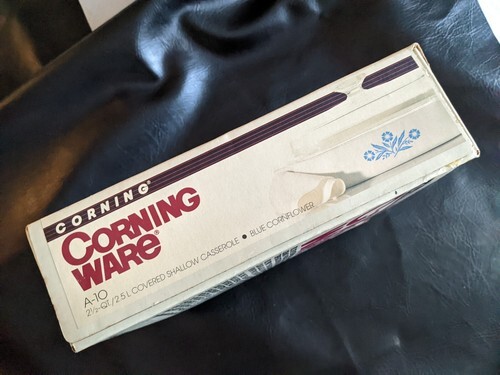 CORNING®
CORNING
WARE®
A-10
2½-QT./2.5 L COVERED SHALLOW CASSEROLE • BLUE CORNFLOWER